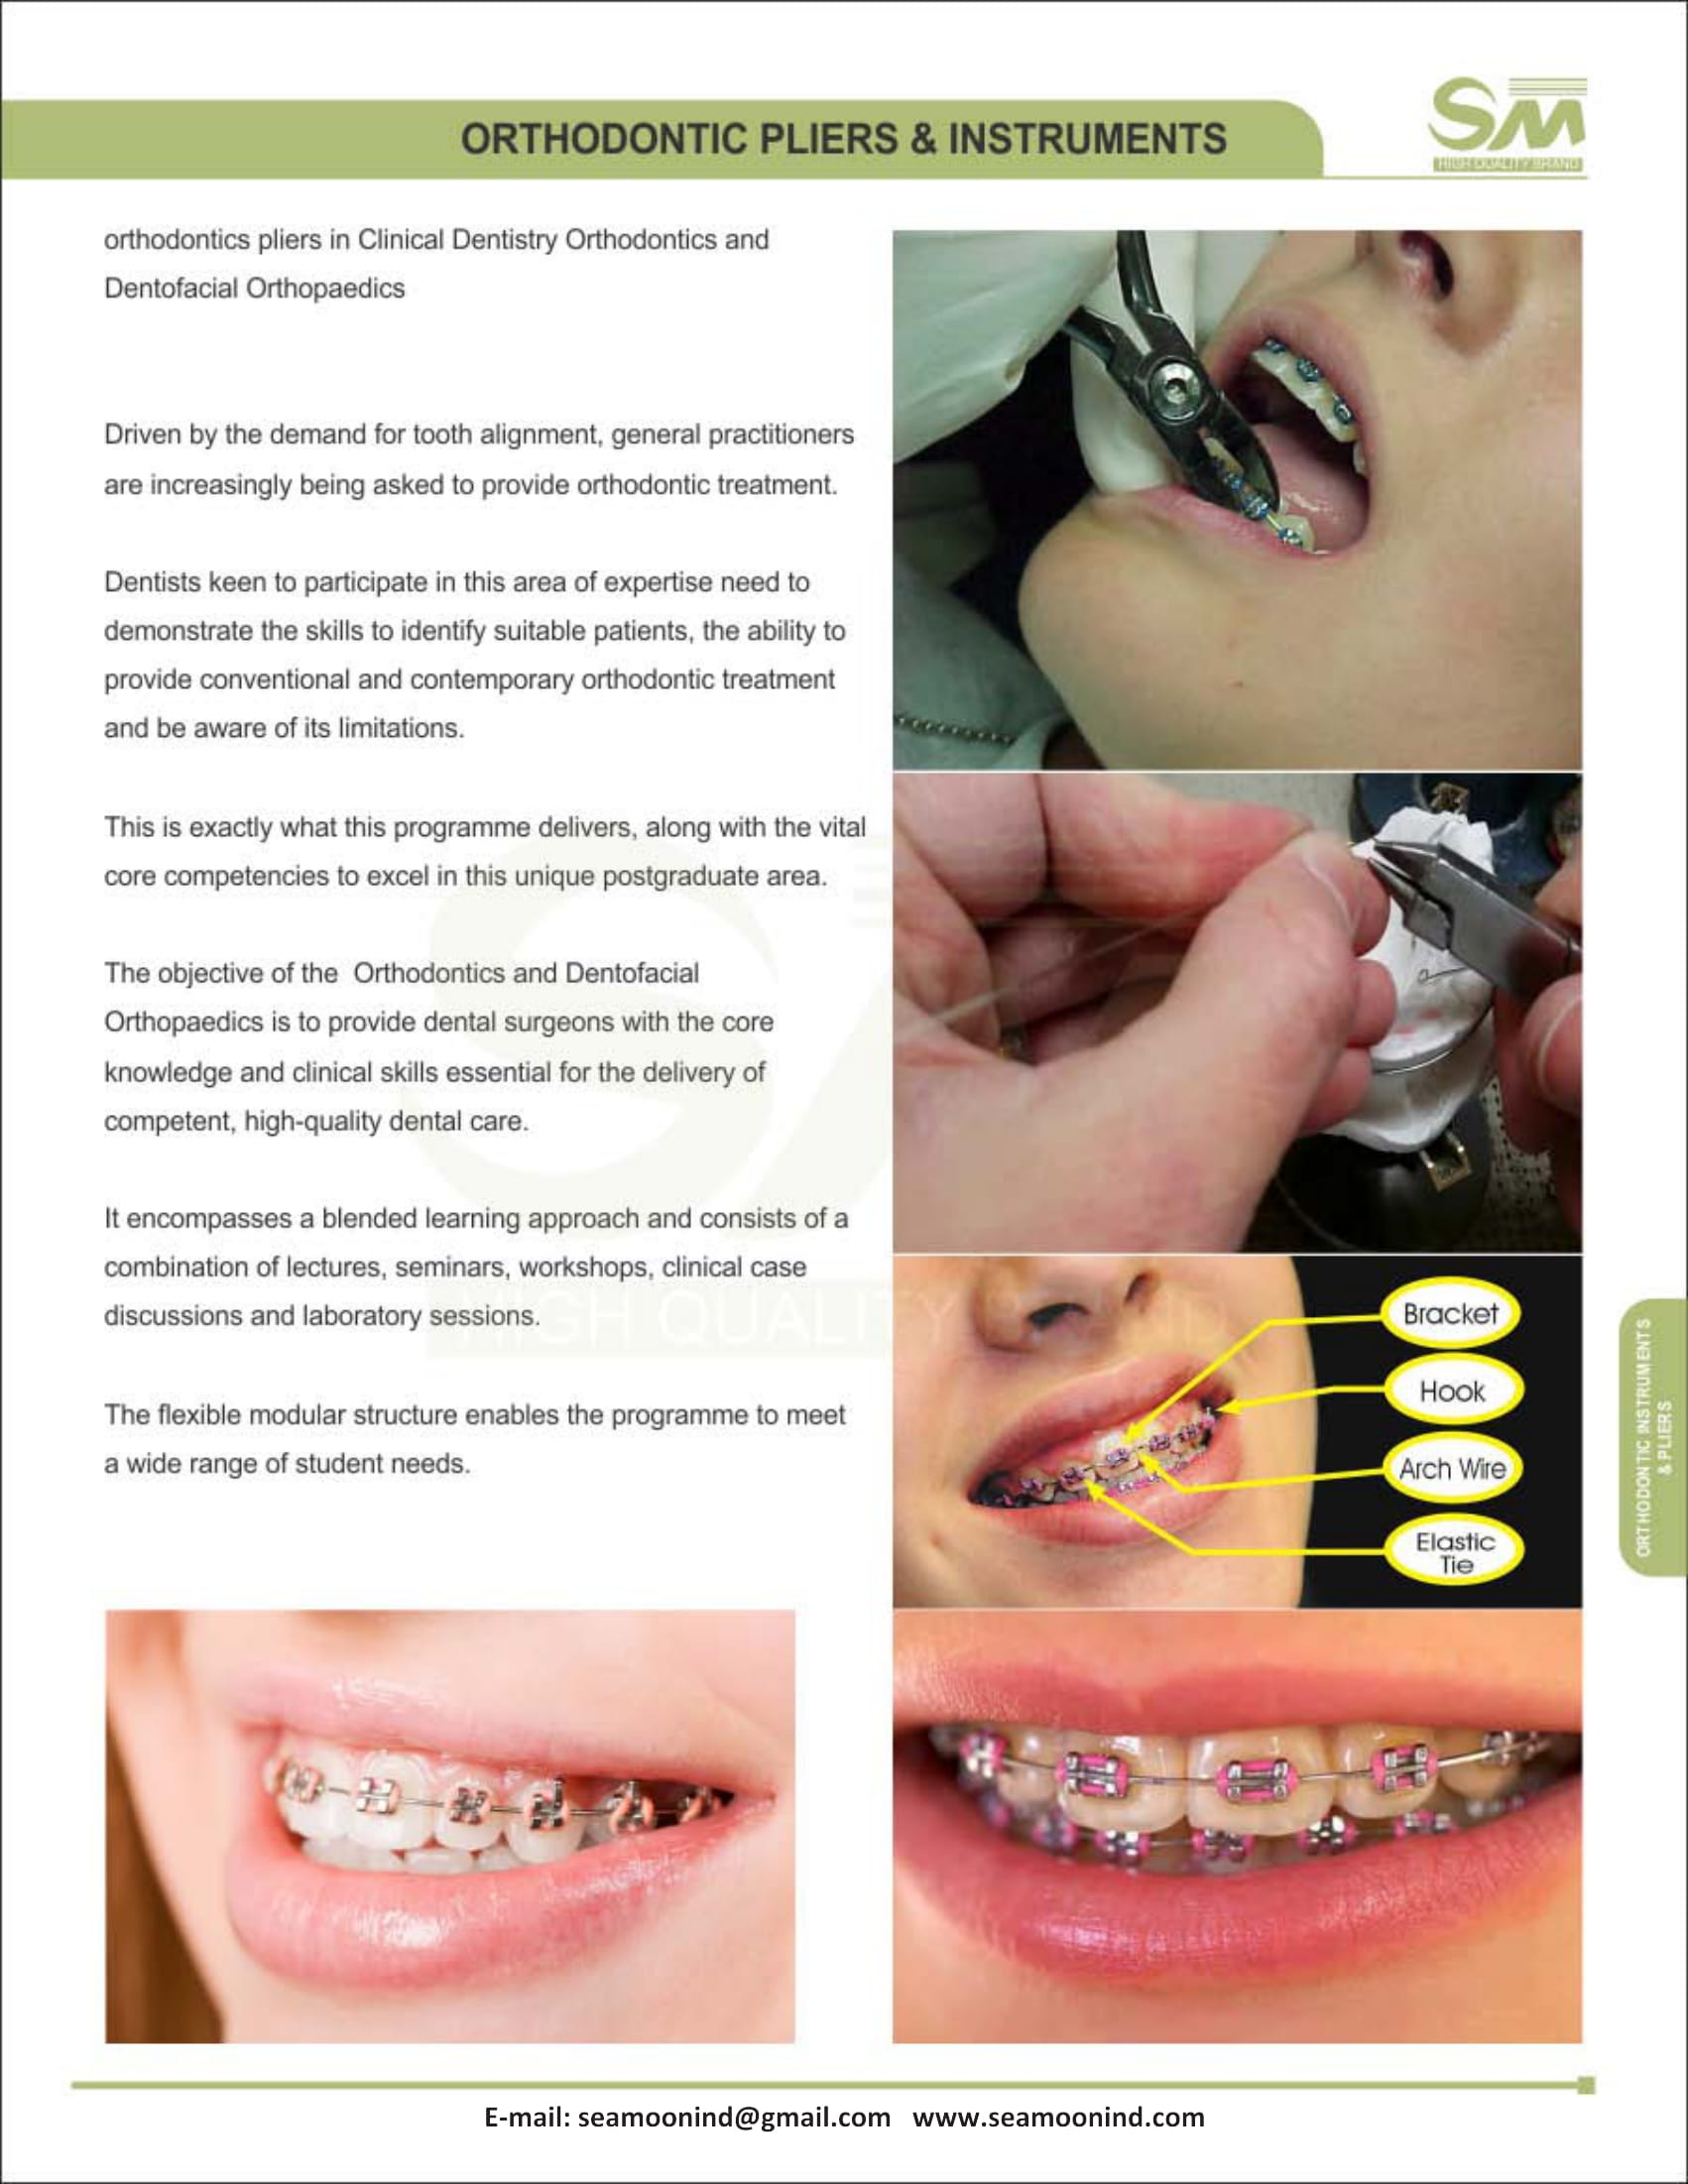 ORTHODONTIC PLIERS & INSTRUMENTS
SM
HIGH QUALITY BRAND
orthodontics pliers in Clinical Dentistry Orthodontics and
Dentofacial Orthopaedics
Driven by the demand for tooth alignment, general practitioners
are increasingly being asked to provide orthodontic treatment.
Dentists keen to participate in this area of expertise need to
demonstrate the skills to identify suitable patients, the ability to
provide conventional and contemporary orthodontic treatment
and be aware of its limitations.
This is exactly what this programme delivers, along with the vital
core competencies to excel in this unique postgraduate area.
The objective of the  Orthodontics and Dentofacial
Orthopaedics is to provide dental surgeons with the core
knowledge and clinical skills essential for the delivery of
competent, high-quality dental care.
It encompasses a blended learning approach and consists of a
combination of lectures, seminars, workshops, clinical case
discussions and laboratory sessions.
The flexible modular structure enables the programme to meet
a wide range of student needs.
HIGH QUALITY BRAND
Bracket
Hook
Arch Wire
Elastic
Tie
ORTHODONTIC INSTRUMENTS
& PLIERS
E-mail: seamoonind@gmail.com   www.seamoonind.com